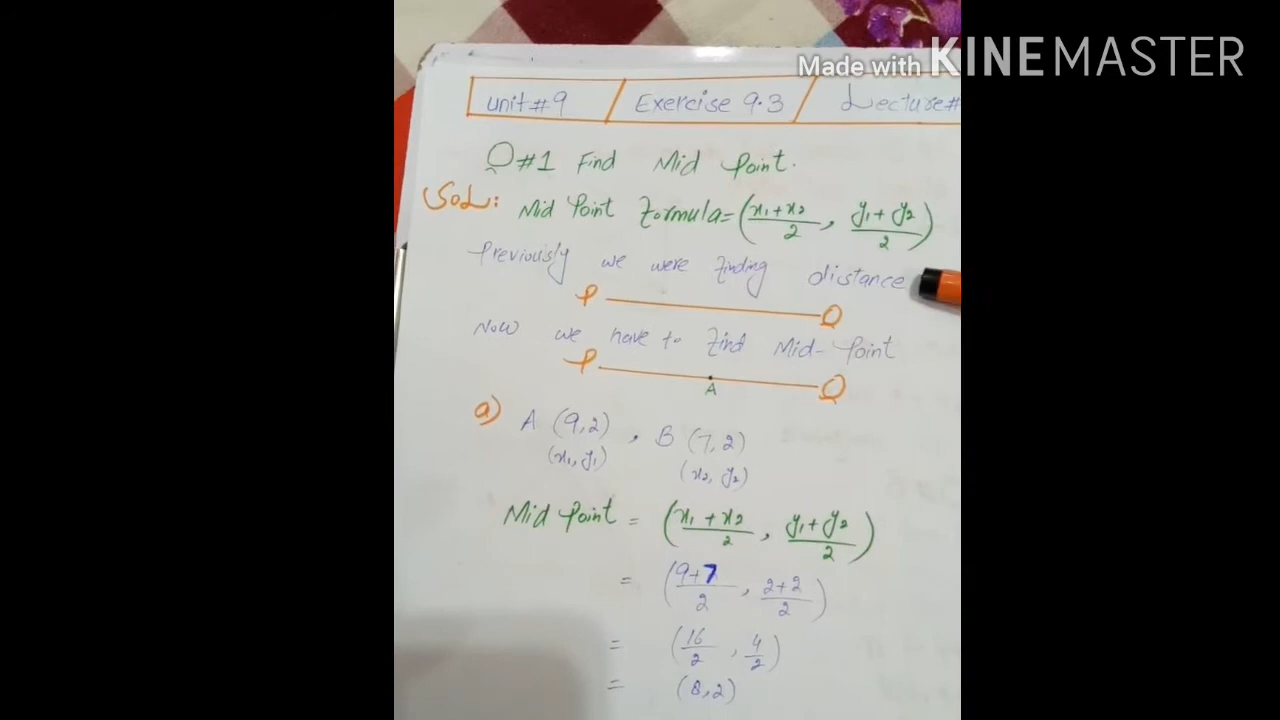 Made with KINEMASTER
unit#9 Exercise 9.3 Lecture#
Q#1 Find Mid Point.
Sol: Mid Point Formula=(x₁+x₂/2, y₁+y₂/2)
Previously we were finding distance
P Q
Now we have to find Mid-Point
P A Q
a) A (9,2), B (7,2)
(x₁,y₁) (x₂,y₂)
Mid Point = (x₁+x₂/2, y₁+y₂/2)
= (9+7/2, 2+2/2)
= (16/2, 4/2)
= (8,2)